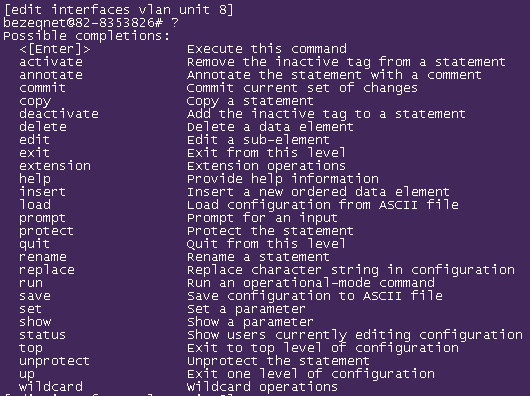 [edit interfaces vlan unit 8]
bezeqnet@82-8353826# ?
Possible completions:
<[Enter]> Execute this command
activate Remove the inactive tag from a statement
annotate Annotate the statement with a comment
commit Commit current set of changes
copy Copy a statement
deactivate Add the inactive tag to a statement
delete Delete a data element
edit Edit a sub-element
exit Exit from this level
extension Extension operations
help Provide help information
insert Insert a new ordered data element
load Load configuration from ASCII file
prompt Prompt for an input
protect Protect the statement
quit Quit from this level
rename Rename a statement
replace Replace character string in configuration
run Run an operational-mode command
save Save configuration to ASCII file
set Set a parameter
show Show a parameter
status Show users currently editing configuration
top Exit to top level of configuration
unprotect Unprotect the statement
up Exit one level of configuration
wildcard Wildcard operations